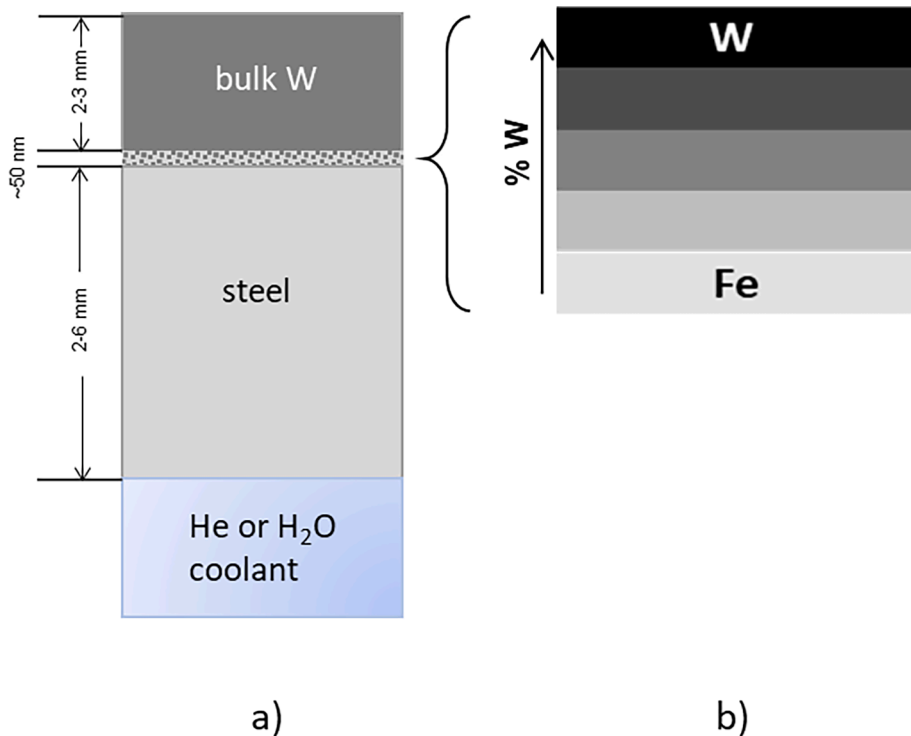 bulk W
2-3 mm
~50 nm
steel
2-6 mm
He or H₂O
coolant
a)
W
% W
Fe
b)